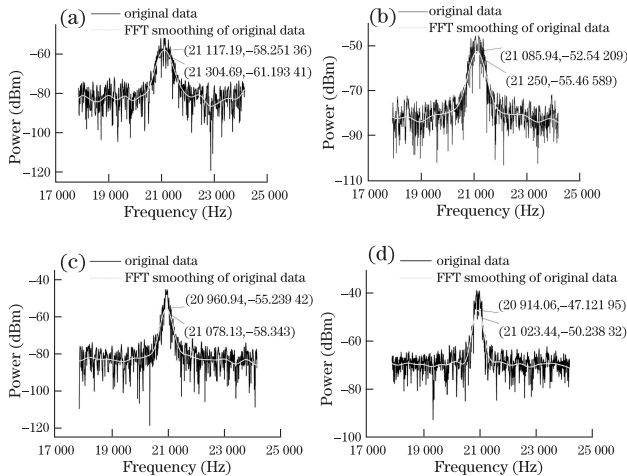 (a)
original data
FFT smoothing of original data
(21 117.19,−58.251 36)
(21 304.69,−61.193 41)
−60
−80
−100
−120
Power (dBm)
17 000 19 000 21 000 23 000 25 000
Frequency (Hz)
(b)
original data
FFT smoothing of original data
(21 085.94,−52.54 209)
(21 250,−55.46 589)
−50
−70
−90
−110
Power (dBm)
17 000 19 000 21 000 23 000 25 000
Frequency (Hz)
(c)
original data
FFT smoothing of original data
(20 960.94,−55.239 42)
(21 078.13,−58.343)
−40
−60
−80
−100
−120
Power (dBm)
17 000 19 000 21 000 23 000 25 000
Frequency (Hz)
(d)
original data
FFT smoothing of original data
(20 914.06,−47.121 95)
(21 023.44,−50.238 32)
−40
−60
−80
−100
Power (dBm)
17 000 19 000 21 000 23 000 25 000
Frequency (Hz)